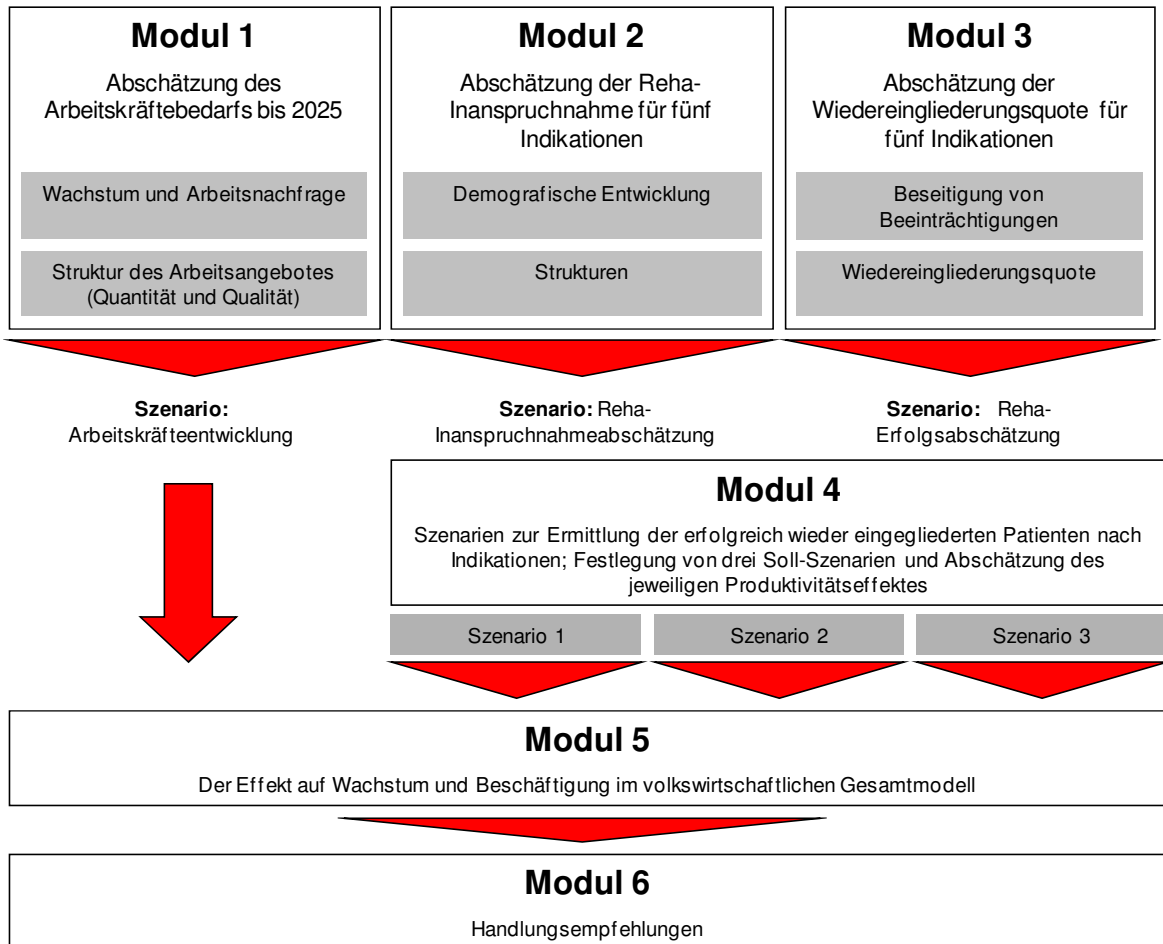 Modul 1
Abschätzung des
Arbeitskräftebedarfs bis 2025
Wachstum und Arbeitsnachfrage
Struktur des Arbeitsangebotes
(Quantität und Qualität)
Modul 2
Abschätzung der Reha-
Inanspruchnahme für fünf
Indikationen
Demografische Entwicklung
Strukturen
Modul 3
Abschätzung der
Wiedereingliederungsquote für
fünf Indikationen
Beseitigung von
Beeinträchtigungen
Wiedereingliederungsquote
Szenario:
Arbeitskräfteentwicklung
Szenario: Reha-
Inanspruchnahmeabschätzung
Szenario: Reha-
Erfolgsabschätzung
Modul 4
Szenarien zur Ermittlung der erfolgreich wieder eingegliederten Patienten nach
Indikationen; Festlegung von drei Soll-Szenarien und Abschätzung des
jeweiligen Produktivitätseffektes
Szenario 1
Szenario 2
Szenario 3
Modul 5
Der Effekt auf Wachstum und Beschäftigung im volkswirtschaftlichen Gesamtmodell
Modul 6
Handlungsempfehlungen